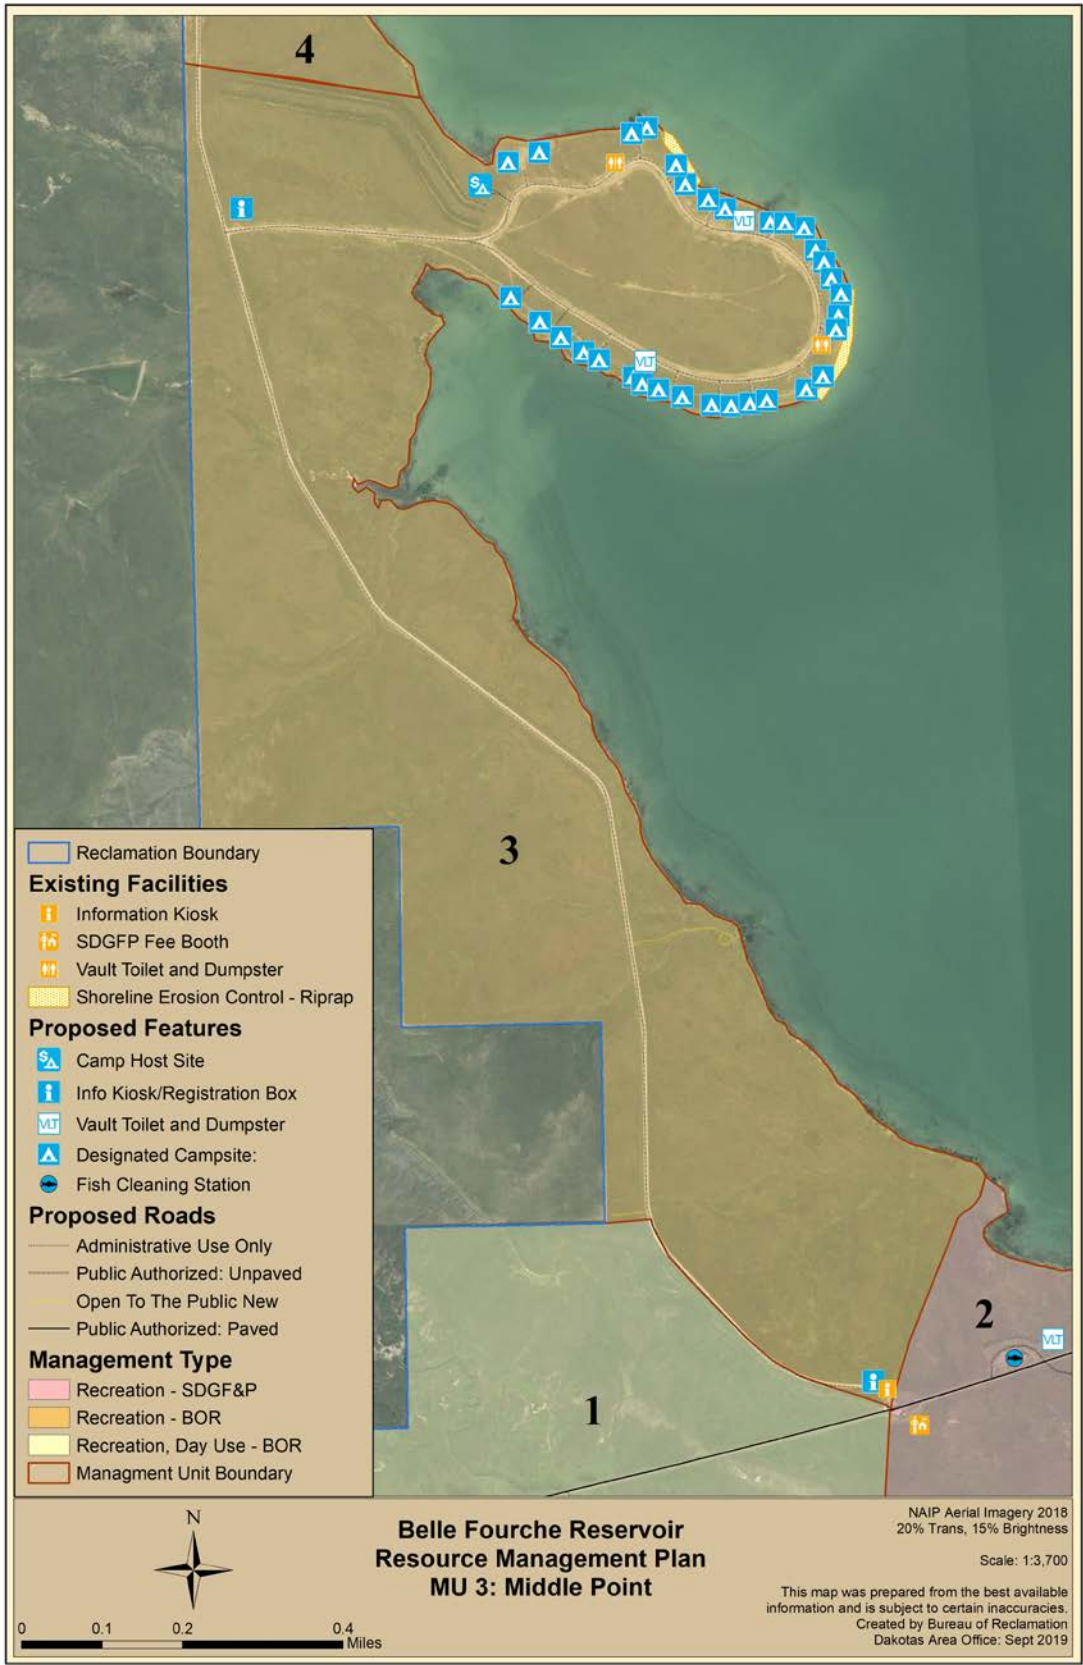 4
3
2
1
VLT
VLT
VLT
Reclamation Boundary
Existing Facilities
Information Kiosk
SDGFP Fee Booth
Vault Toilet and Dumpster
Shoreline Erosion Control - Riprap
Proposed Features
S
Camp Host Site
Info Kiosk/Registration Box
VLT Vault Toilet and Dumpster
Designated Campsite:
Fish Cleaning Station
Proposed Roads
Administrative Use Only
Public Authorized: Unpaved
Open To The Public New
Public Authorized: Paved
Management Type
Recreation - SDGF&P
Recreation - BOR
Recreation, Day Use - BOR
Managment Unit Boundary
N
0 0.1 0.2 0.4
Miles
Belle Fourche Reservoir
Resource Management Plan
MU 3: Middle Point
NAIP Aerial Imagery 2018
20% Trans, 15% Brightness
Scale: 1:3,700
This map was prepared from the best available
information and is subject to certain inaccuracies.
Created by Bureau of Reclamation
Dakotas Area Office: Sept 2019